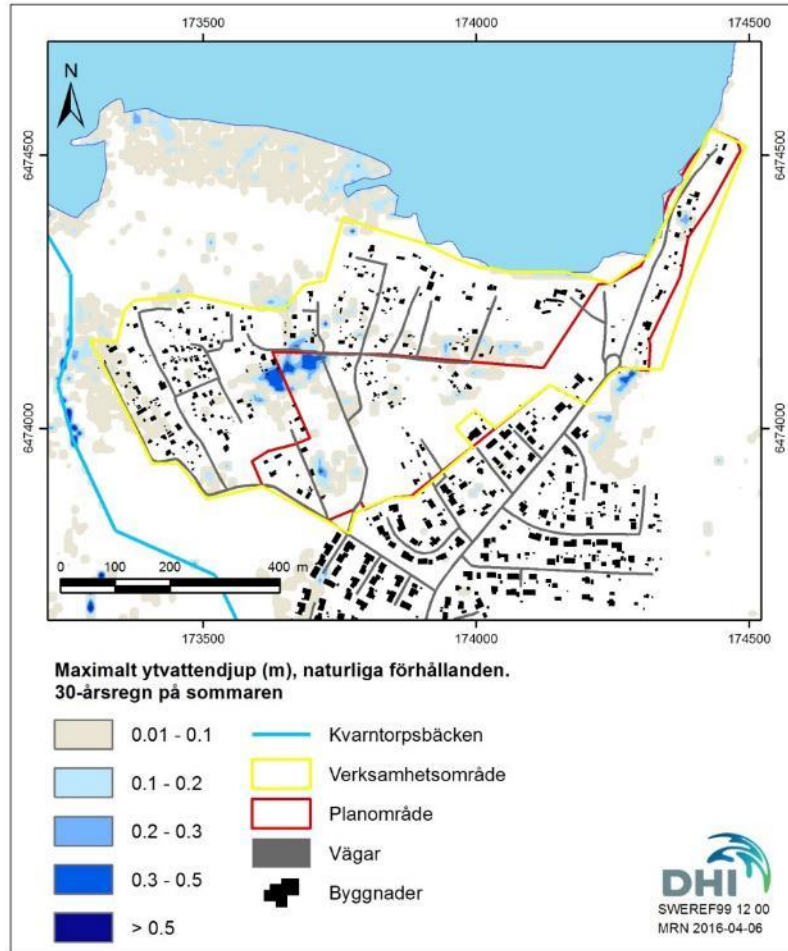 173500 174000 174500
N
6474500 6474500
6474000 6474000
0 100 200 400 m
173500 174000 174500
Maximalt ytvattendjup (m), naturliga förhållanden.
30-årsregn på sommaren
0.01 - 0.1
0.1 - 0.2
0.2 - 0.3
0.3 - 0.5
> 0.5
Kvarntorpsbäcken
Verksamhetsområde
Planområde
Vägar
Byggnader
DHI
SWEREF99 12 00
MRN 2016-04-06